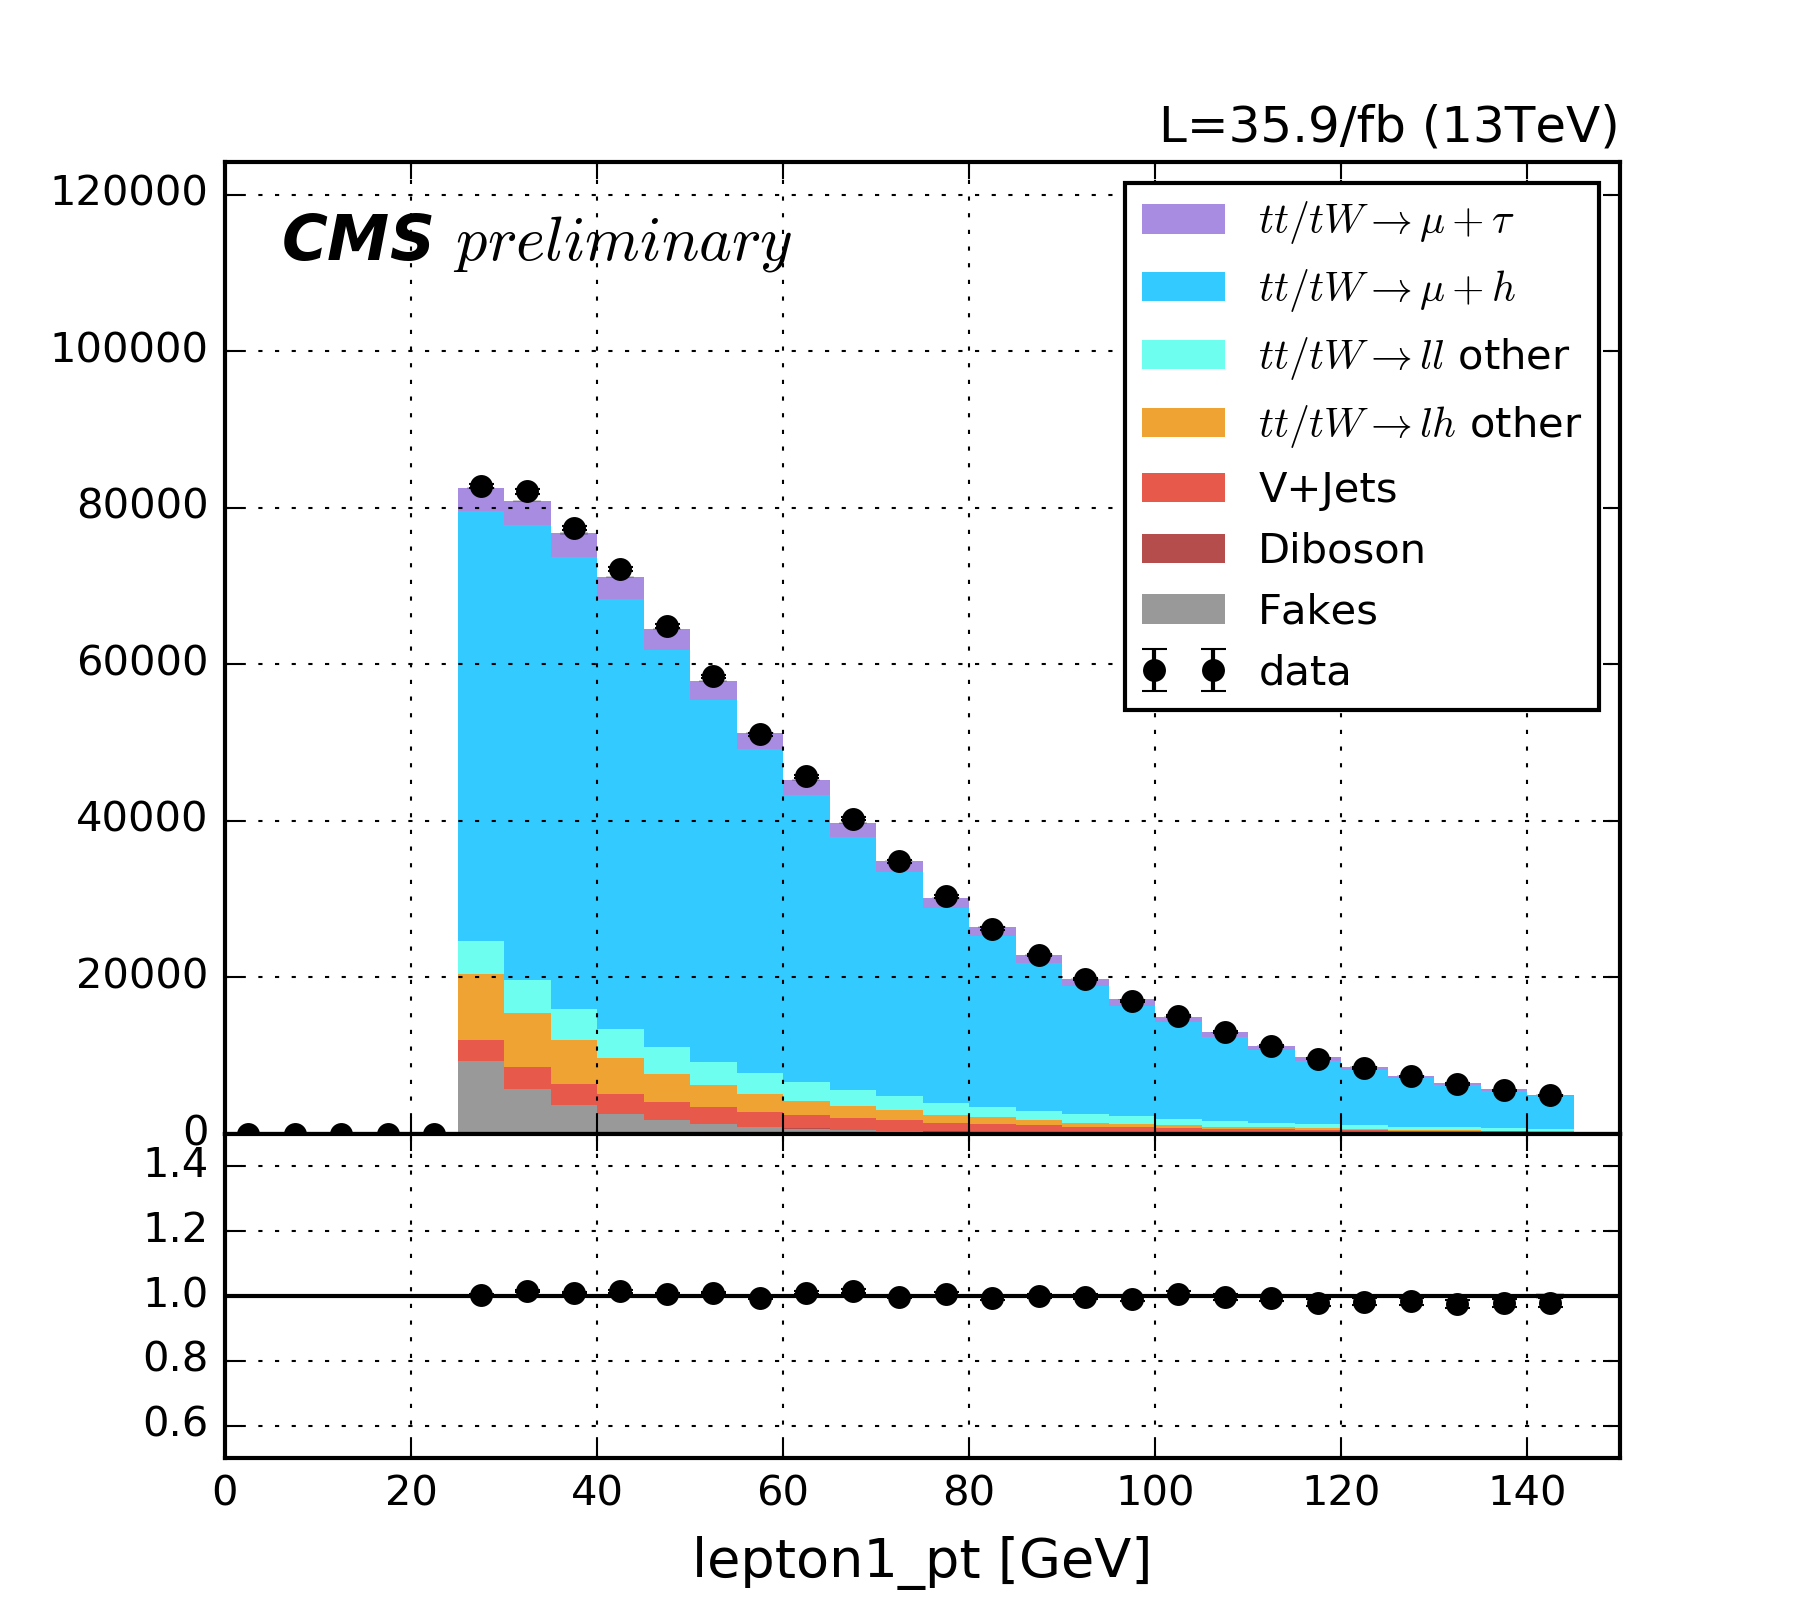 L=35.9/fb (13TeV)
CMS preliminary
120000
100000
80000
60000
40000
20000
0
tt/tW→μ+τ
tt/tW→μ+h
tt/tW→ll other
tt/tW→lh other
V+Jets
Diboson
Fakes
data
1.4
1.2
1.0
0.8
0.6
0 20 40 60 80 100 120 140
lepton1_pt [GeV]